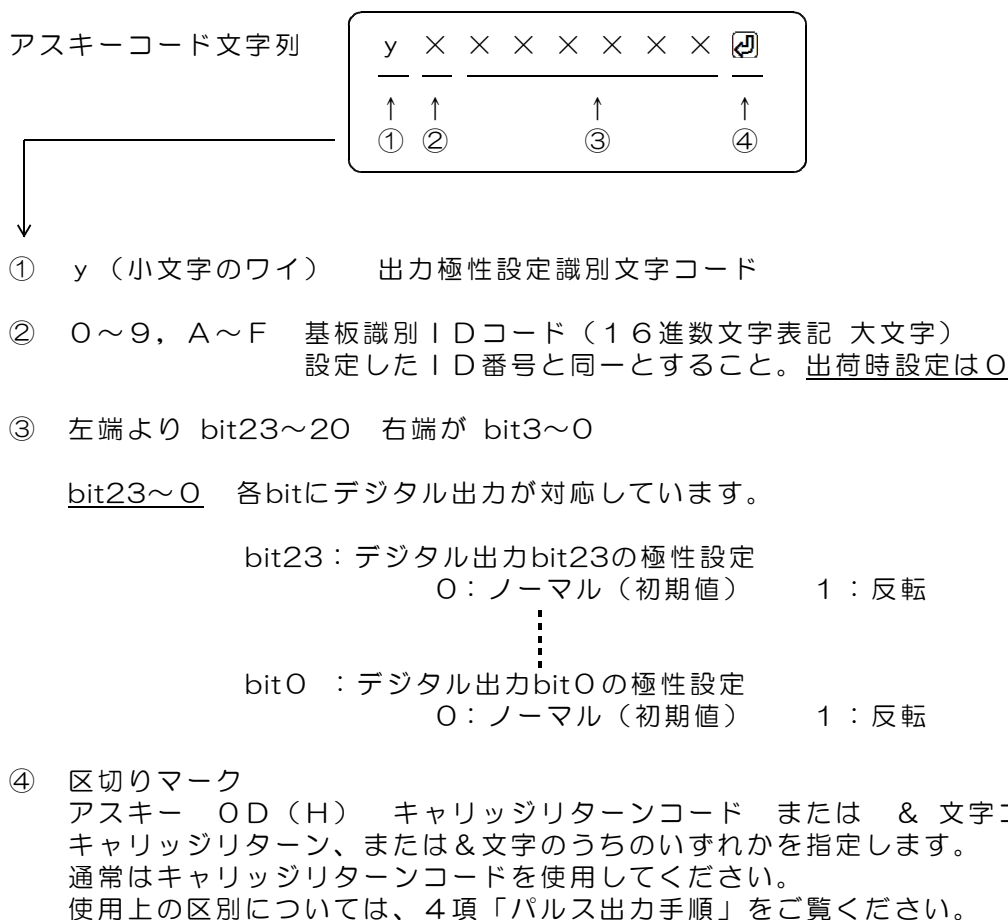 アスキーコード文字列　ｙ × × × × × × × ⏎
↑ ↑ ↑ ↑
① ② ③ ④
①　ｙ（小文字のワイ）　出力極性設定識別文字コード
②　０～９，Ａ～Ｆ　基板識別ＩＤコード（１６進数文字表記 大文字）
設定したＩＤ番号と同一とすること。出荷時設定は０
③　左端より bit23～20　右端が bit3～0
bit23～０　各bitにデジタル出力が対応しています。
bit23：デジタル出力bit23の極性設定
０：ノーマル（初期値）　１：反転
bit０　：デジタル出力bit０の極性設定
０：ノーマル（初期値）　１：反転
④　区切りマーク
アスキー　０Ｄ（Ｈ）　キャリッジリターンコード　または　＆ 文字
キャリッジリターン、または＆文字のうちのいずれかを指定します。
通常はキャリッジリターンコードを使用してください。
使用上の区別については、４項「パルス出力手順」をご覧ください。